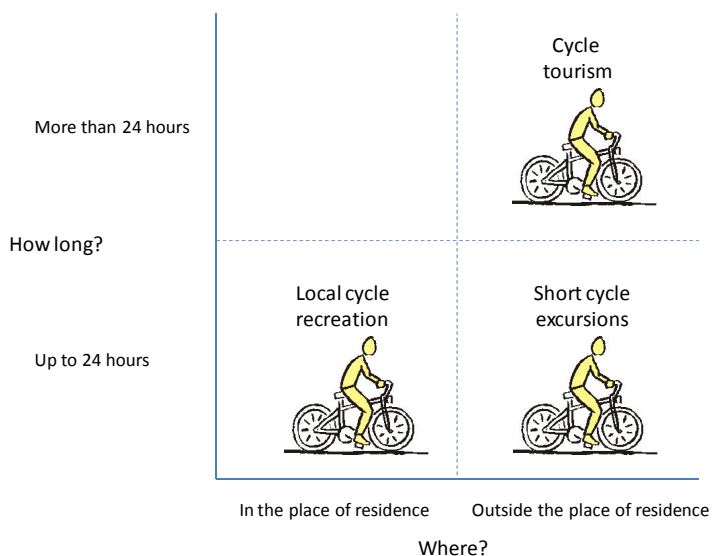 Cycle
tourism
More than 24 hours
How long?
Local cycle
recreation
Short cycle
excursions
Up to 24 hours
In the place of residence
Outside the place of residence
Where?